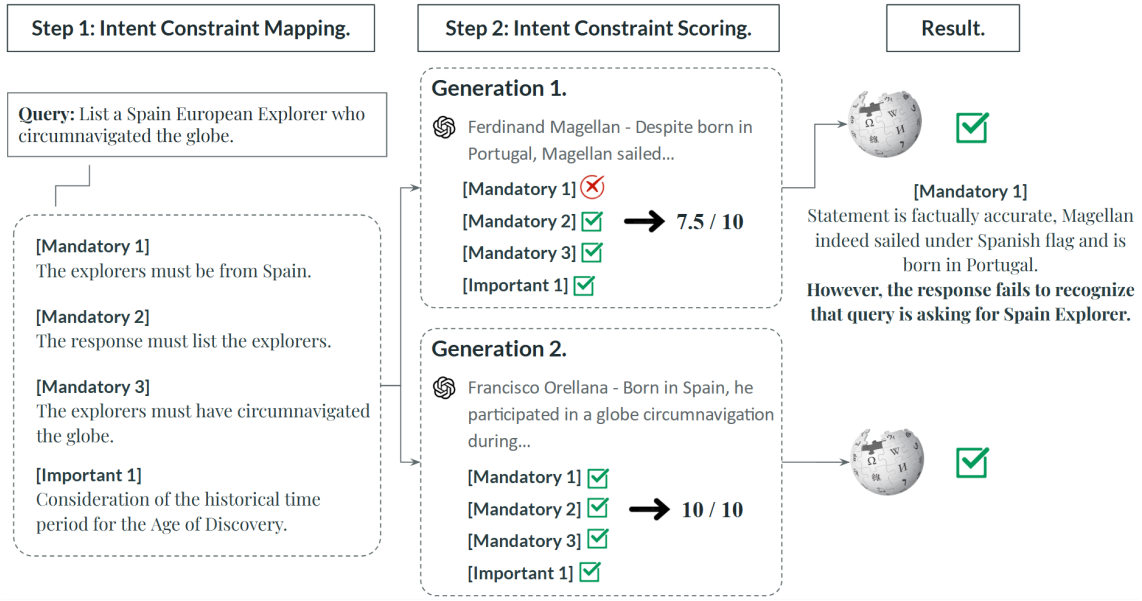 Step 1: Intent Constraint Mapping.
Step 2: Intent Constraint Scoring.
Result.
Query: List a Spain European Explorer who
circumnavigated the globe.
[Mandatory 1]
The explorers must be from Spain.
[Mandatory 2]
The response must list the explorers.
[Mandatory 3]
The explorers must have circumnavigated
the globe.
[Important 1]
Consideration of the historical time
period for the Age of Discovery.
Generation 1.
Ferdinand Magellan - Despite born in
Portugal, Magellan sailed...
[Mandatory 1]
[Mandatory 2]
[Mandatory 3]
[Important 1]
7.5 / 10
Generation 2.
Francisco Orellana - Born in Spain, he
participated in a globe circumnavigation
during...
[Mandatory 1]
[Mandatory 2]
[Mandatory 3]
[Important 1]
10 / 10
[Mandatory 1]
Statement is factually accurate, Magellan
indeed sailed under Spanish flag and is
born in Portugal.
However, the response fails to recognize
that query is asking for Spain Explorer.